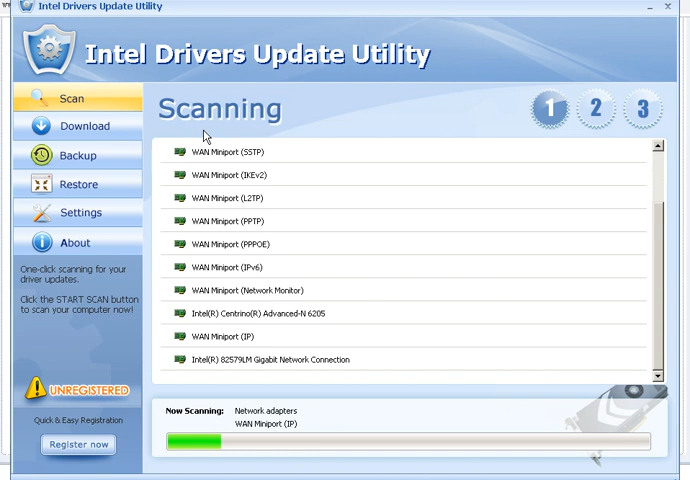 Intel Drivers Update Utility
Intel Drivers Update Utility
Scan
Download
Backup
Restore
Settings
About
One-click scanning for your
driver updates.
Click the START SCAN button
to scan your computer now!
UNREGISTERED
Quick & Easy Registration
Register now
Scanning
1
2
3
WAN Miniport (SSTP)
WAN Miniport (IKEv2)
WAN Miniport (L2TP)
WAN Miniport (PPTP)
WAN Miniport (PPPOE)
WAN Miniport (IPv6)
WAN Miniport (Network Monitor)
Intel(R) Centrino(R) Advanced-N 6205
WAN Miniport (IP)
Intel(R) 82579LM Gigabit Network Connection
Now Scanning: Network adapters
WAN Miniport (IP)